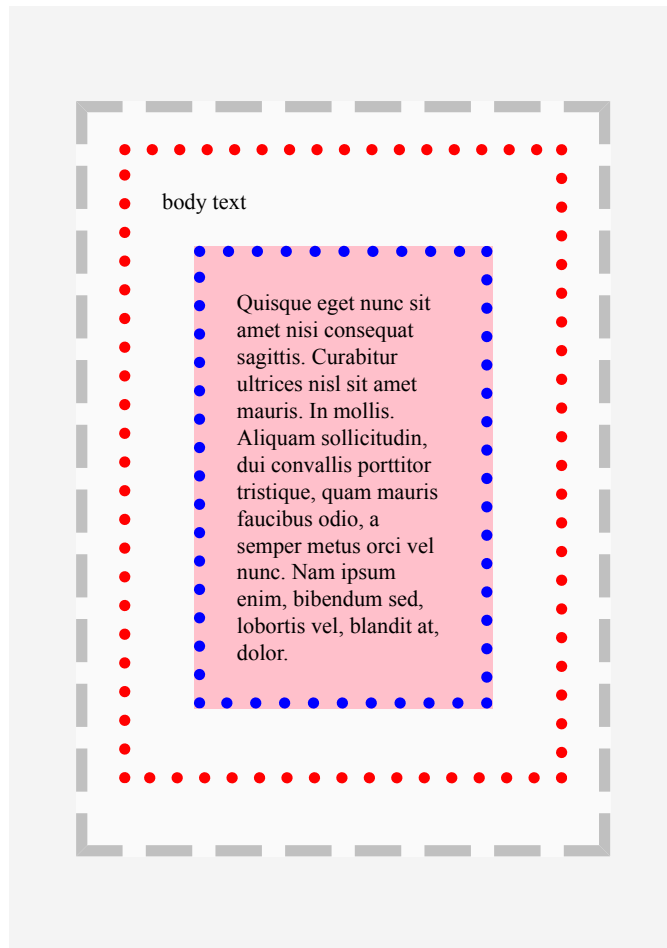 body text
Quisque eget nunc sit
amet nisi consequat
sagittis. Curabitur
ultrices nisl sit amet
mauris. In mollis.
Aliquam sollicitudin,
dui convallis porttitor
tristique, quam mauris
faucibus odio, a
semper metus orci vel
nunc. Nam ipsum
enim, bibendum sed,
lobortis vel, blandit at,
dolor.